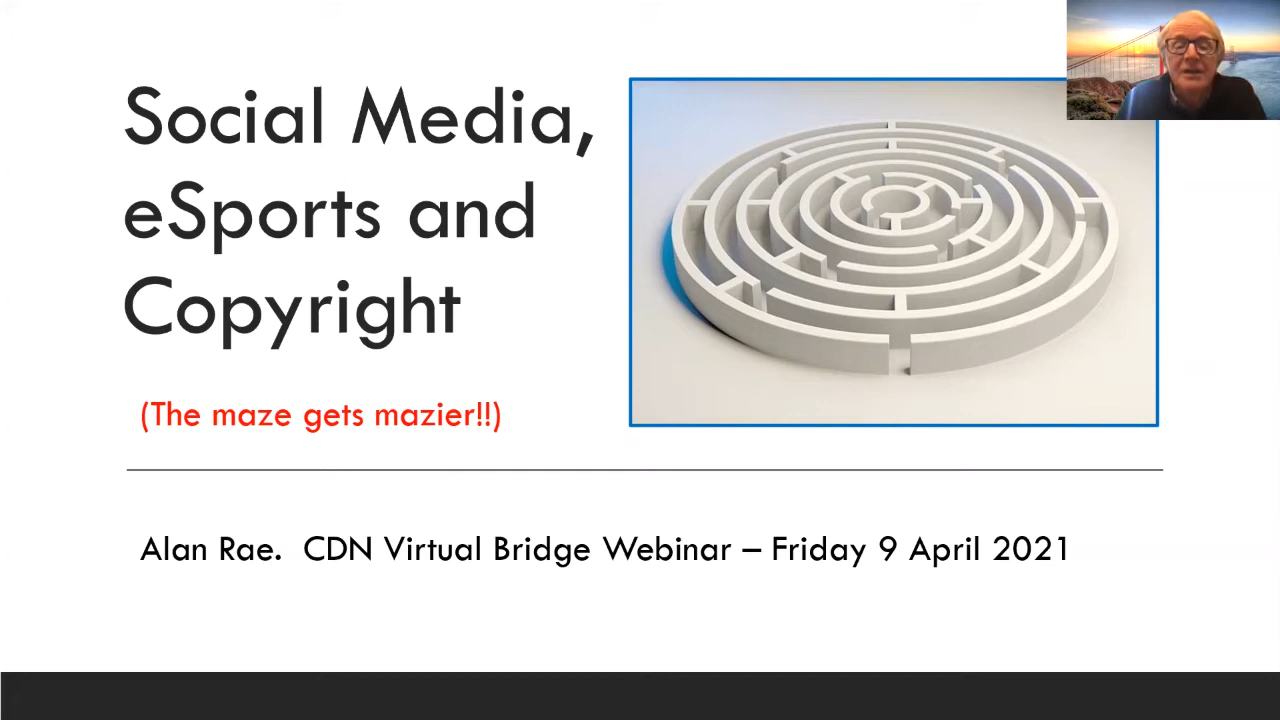 Social Media,
eSports and
Copyright
(The maze gets mazier!!)
Alan Rae.  CDN Virtual Bridge Webinar – Friday 9 April 2021